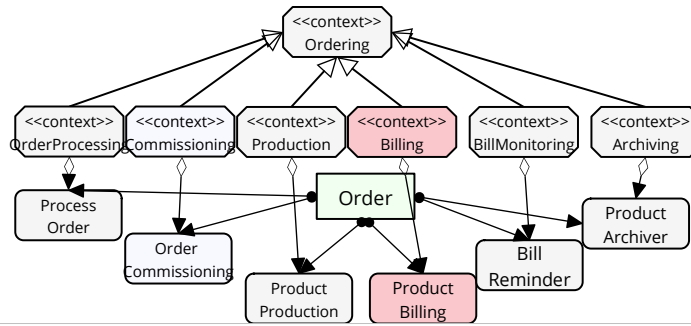 <<context>>
Ordering
<<context>>
OrderProcessing
<<context>>
Commissioning
<<context>>
Production
<<context>>
Billing
<<context>>
BillMonitoring
<<context>>
Archiving
Process
Order
Order
Commissioning
Order
Product
Production
Product
Billing
Bill
Reminder
Product
Archiver